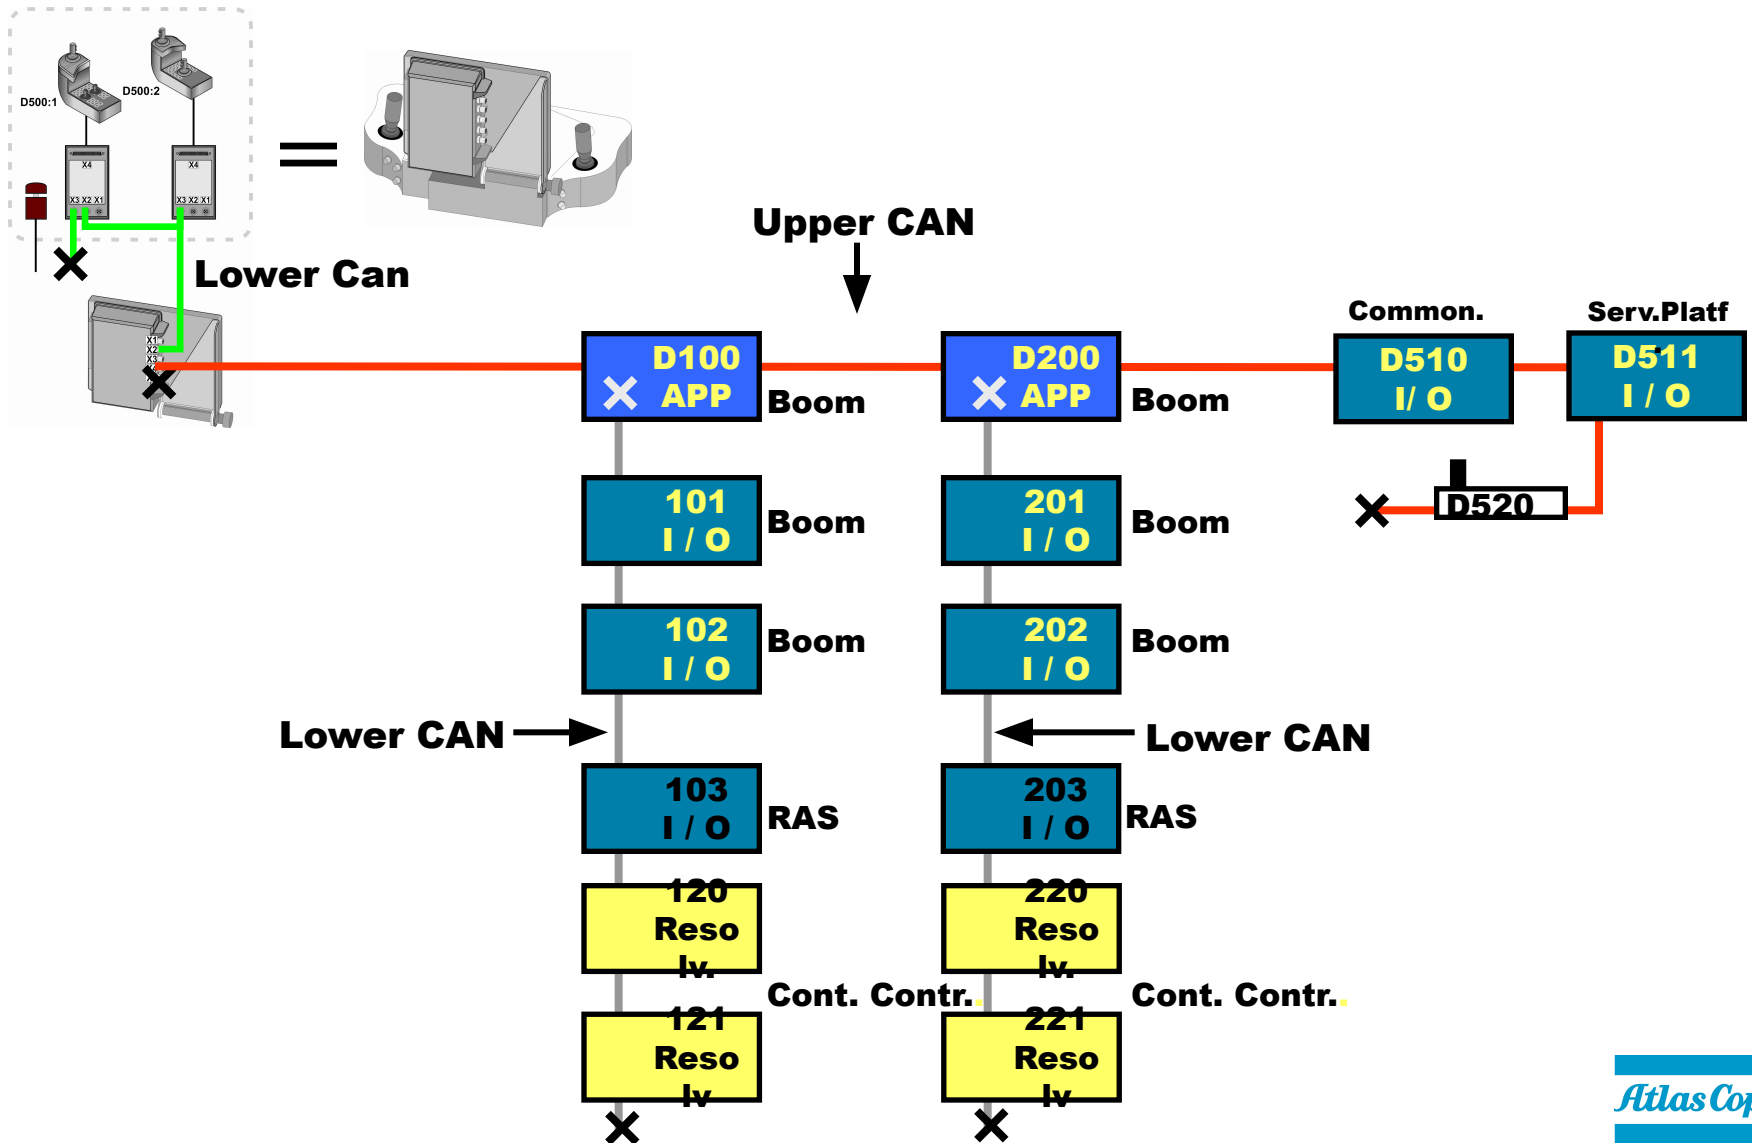 D500:1
D500:2
X4
X4
X3 X2 X1
X3 X2 X1
Upper CAN
Lower Can
Common.
Serv.Platf
X1
X2
X3
D100
APP
Boom
D200
APP
Boom
D510
I/ O
D511
I / O
101
I / O
Boom
201
I / O
Boom
D520
102
I / O
Boom
202
I / O
Boom
Lower CAN
Lower CAN
103
I / O
RAS
203
I / O
RAS
120
Reso
lv.
220
Reso
lv.
Cont. Contr..
Cont. Contr..
121
Reso
lv
221
Reso
lv
Atlas Cop